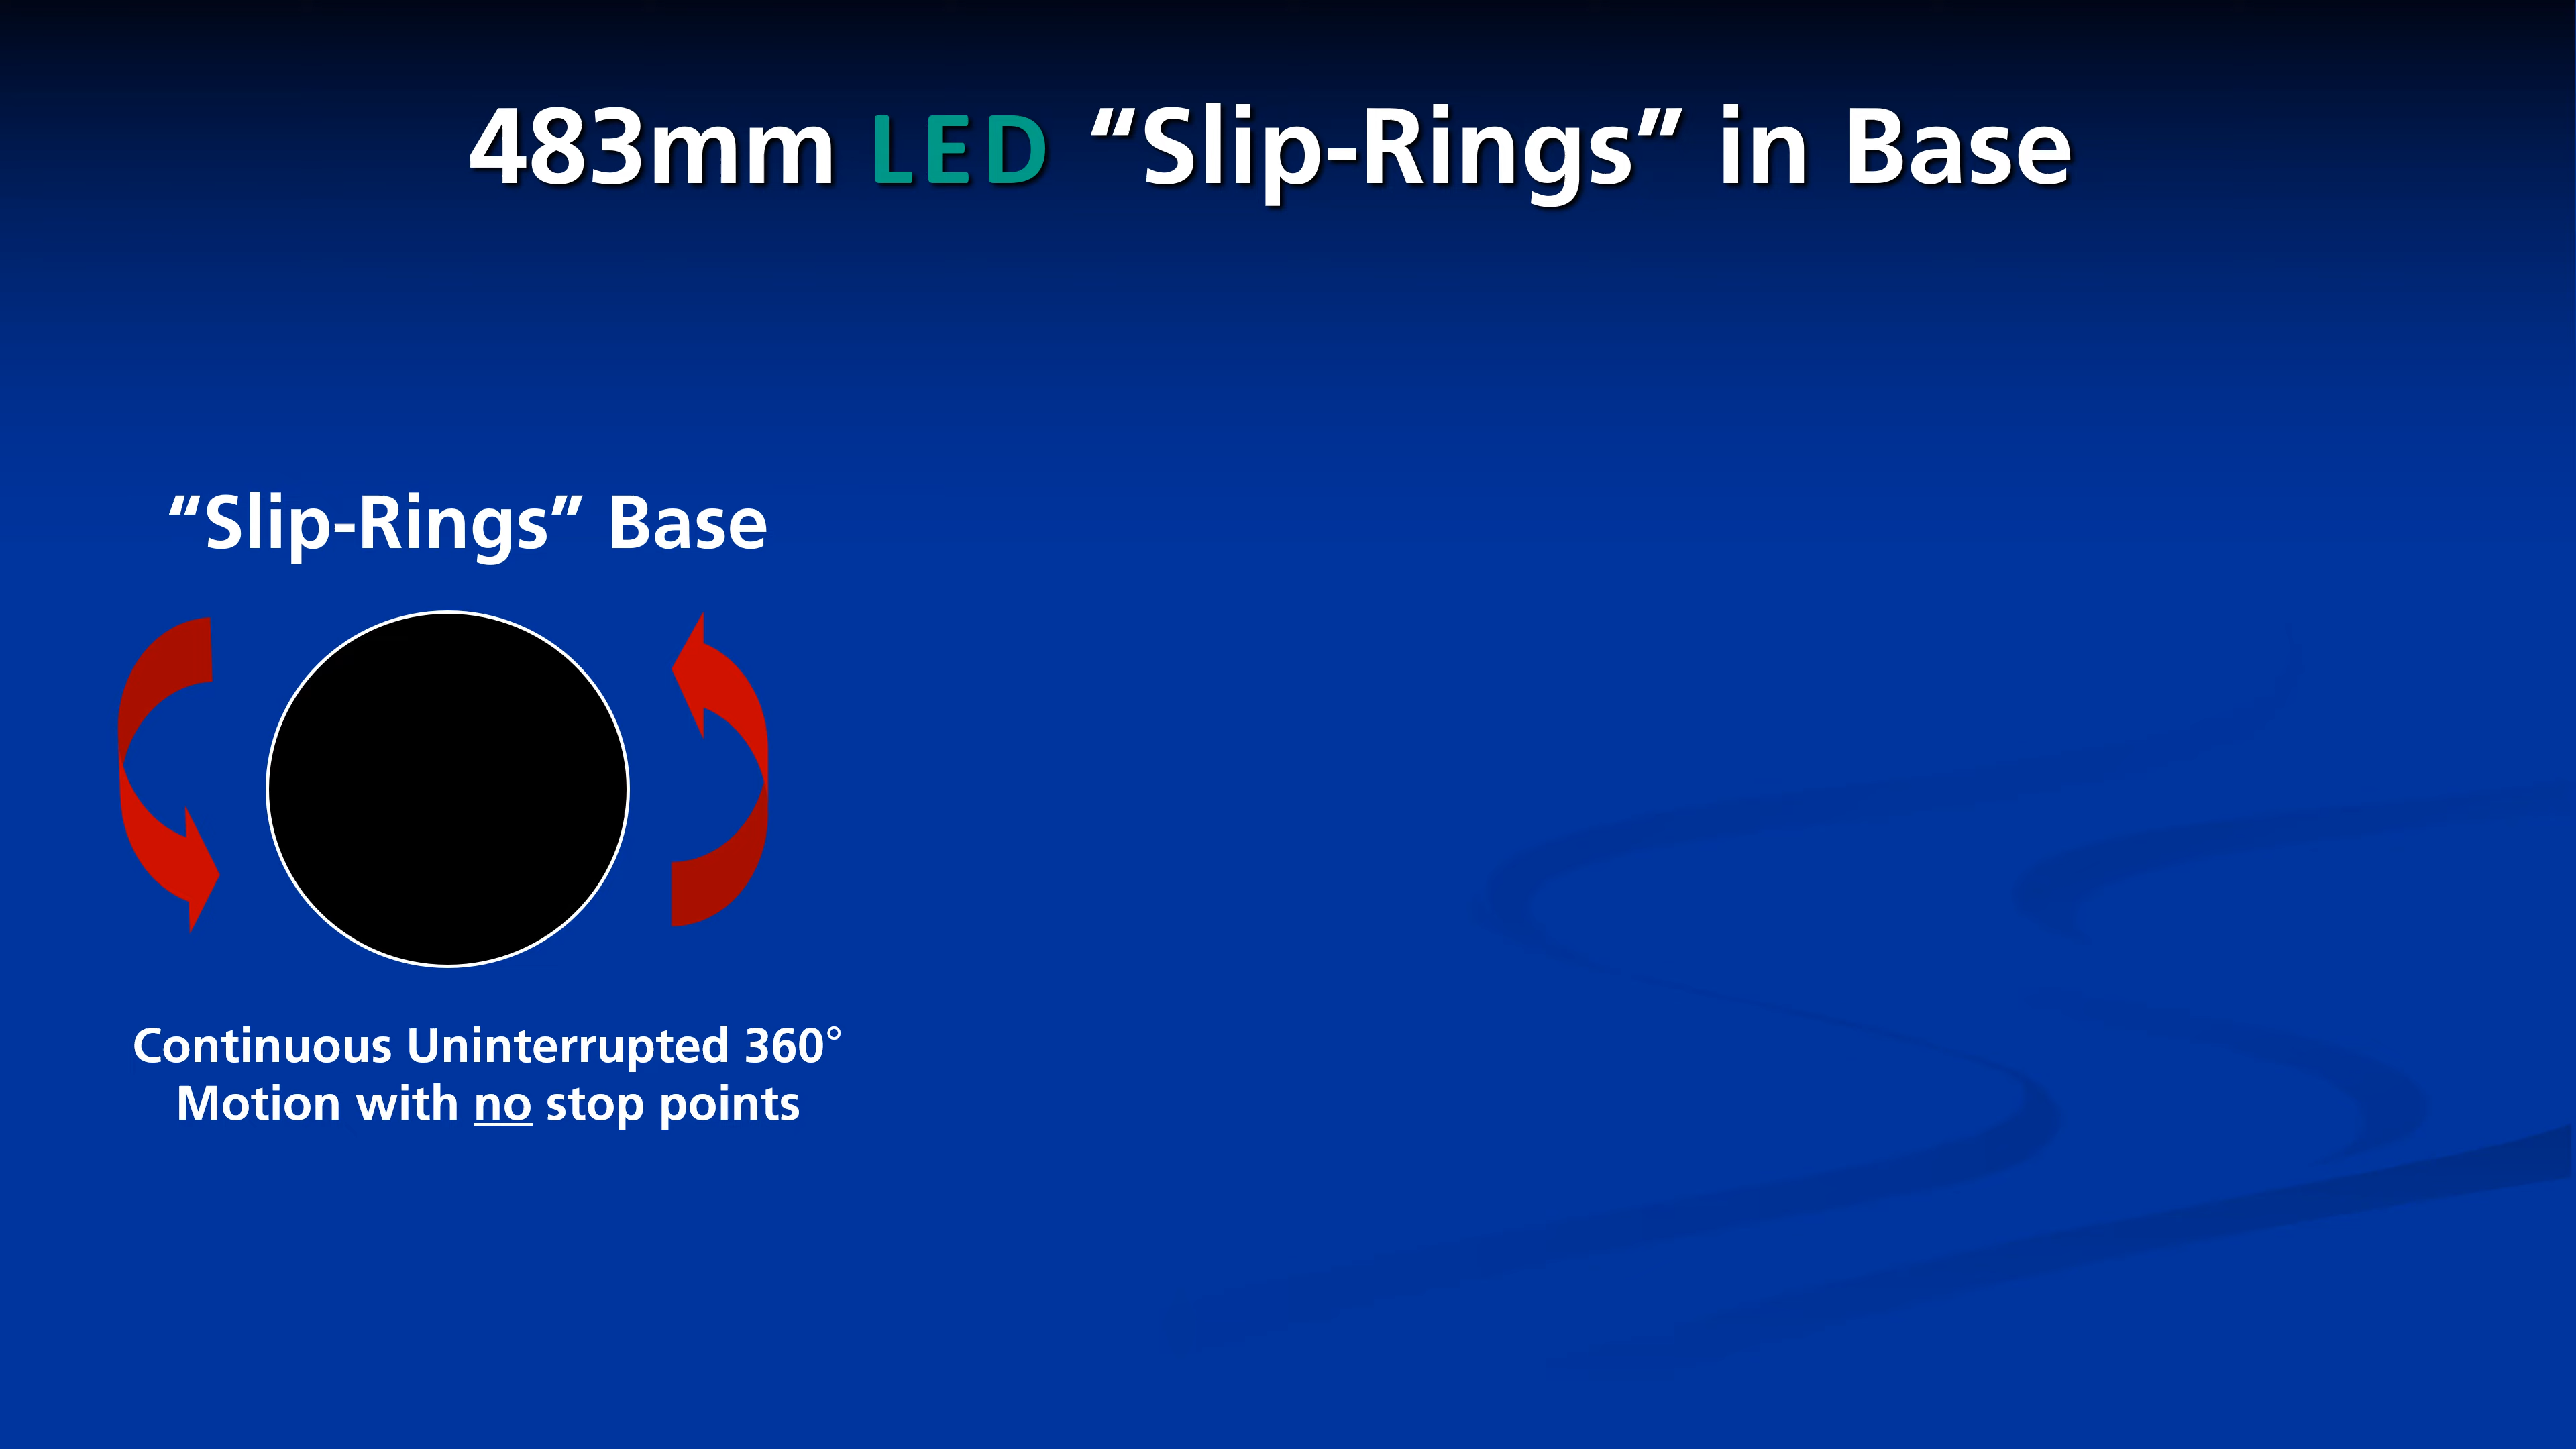 483mm LED “Slip-Rings” in Base
“Slip-Rings” Base
Continuous Uninterrupted 360°
Motion with no stop points